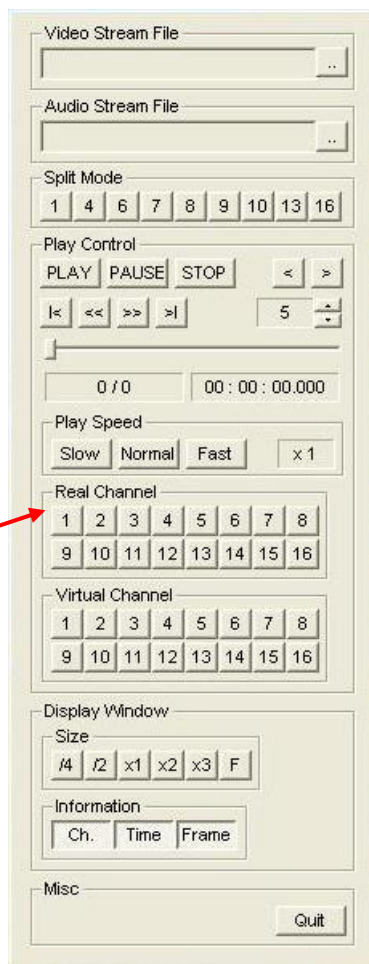 Video Stream File
..
Audio Stream File
..
Split Mode
1 4 6 7 8 9 10 13 16
Play Control
PLAY PAUSE STOP < >
|< << >> >| 5
0 / 0 00 : 00 : 00.000
Play Speed
Slow Normal Fast x 1
Real Channel
1 2 3 4 5 6 7 8
9 10 11 12 13 14 15 16
Virtual Channel
1 2 3 4 5 6 7 8
9 10 11 12 13 14 15 16
Display Window
Size
/4 /2 x1 x2 x3 F
Information
Ch. Time Frame
Misc
Quit